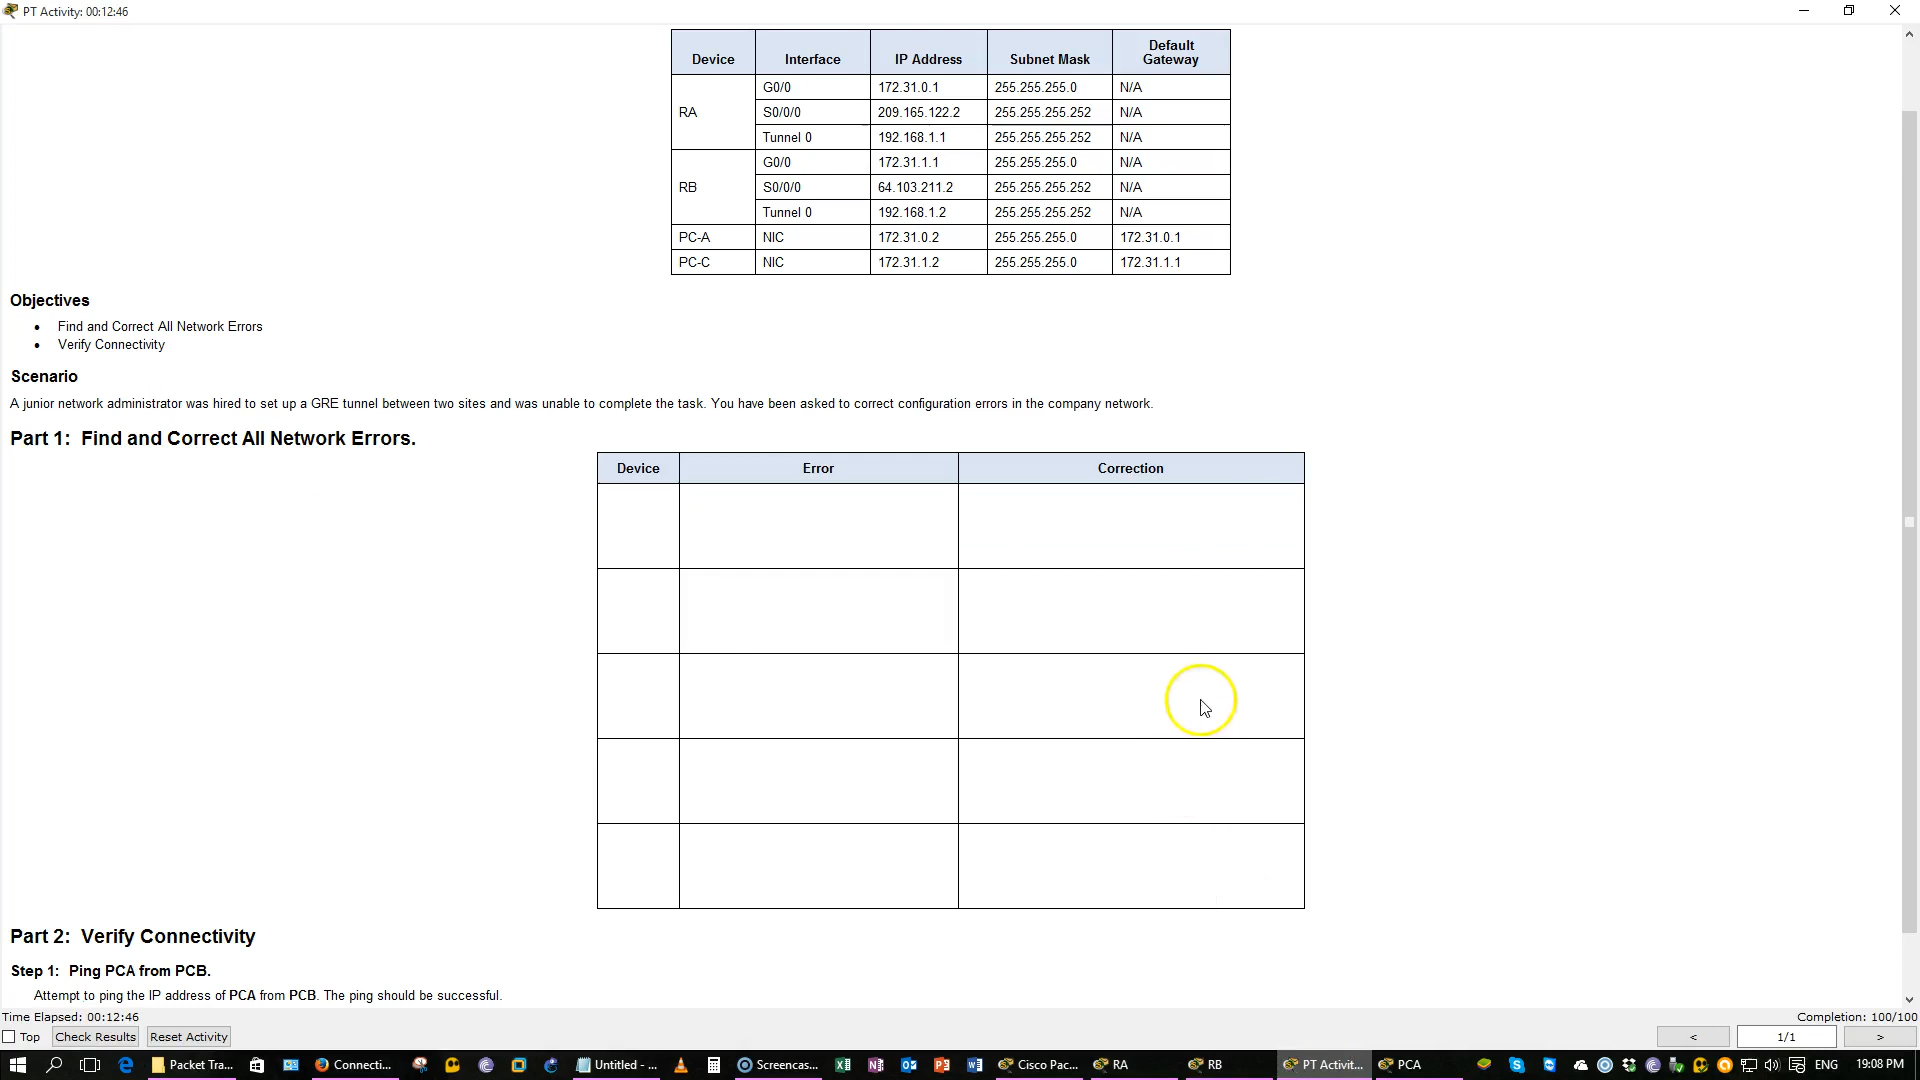 PT Activity: 00:12:46
Device Interface IP Address Subnet Mask Default Gateway
RA G0/0 172.31.0.1 255.255.255.0 N/A
S0/0/0 209.165.122.2 255.255.255.252 N/A
Tunnel 0 192.168.1.1 255.255.255.252 N/A
RB G0/0 172.31.1.1 255.255.255.0 N/A
S0/0/0 64.103.211.2 255.255.255.252 N/A
Tunnel 0 192.168.1.2 255.255.255.252 N/A
PC-A NIC 172.31.0.2 255.255.255.0 172.31.0.1
PC-C NIC 172.31.1.2 255.255.255.0 172.31.1.1
Objectives
• Find and Correct All Network Errors
• Verify Connectivity
Scenario
A junior network administrator was hired to set up a GRE tunnel between two sites and was unable to complete the task. You have been asked to correct configuration errors in the company network.
Part 1: Find and Correct All Network Errors.
Device Error Correction
Part 2: Verify Connectivity
Step 1: Ping PCA from PCB.
Attempt to ping the IP address of PCA from PCB. The ping should be successful.
Time Elapsed: 00:12:46 Completion: 100/100
Top Check Results Reset Activity < 1/1 >
Packet Tra... Connecti... Untitled - ... Screencas... Cisco Pac... RA RB PT Activit... PCA ENG 19:08 PM